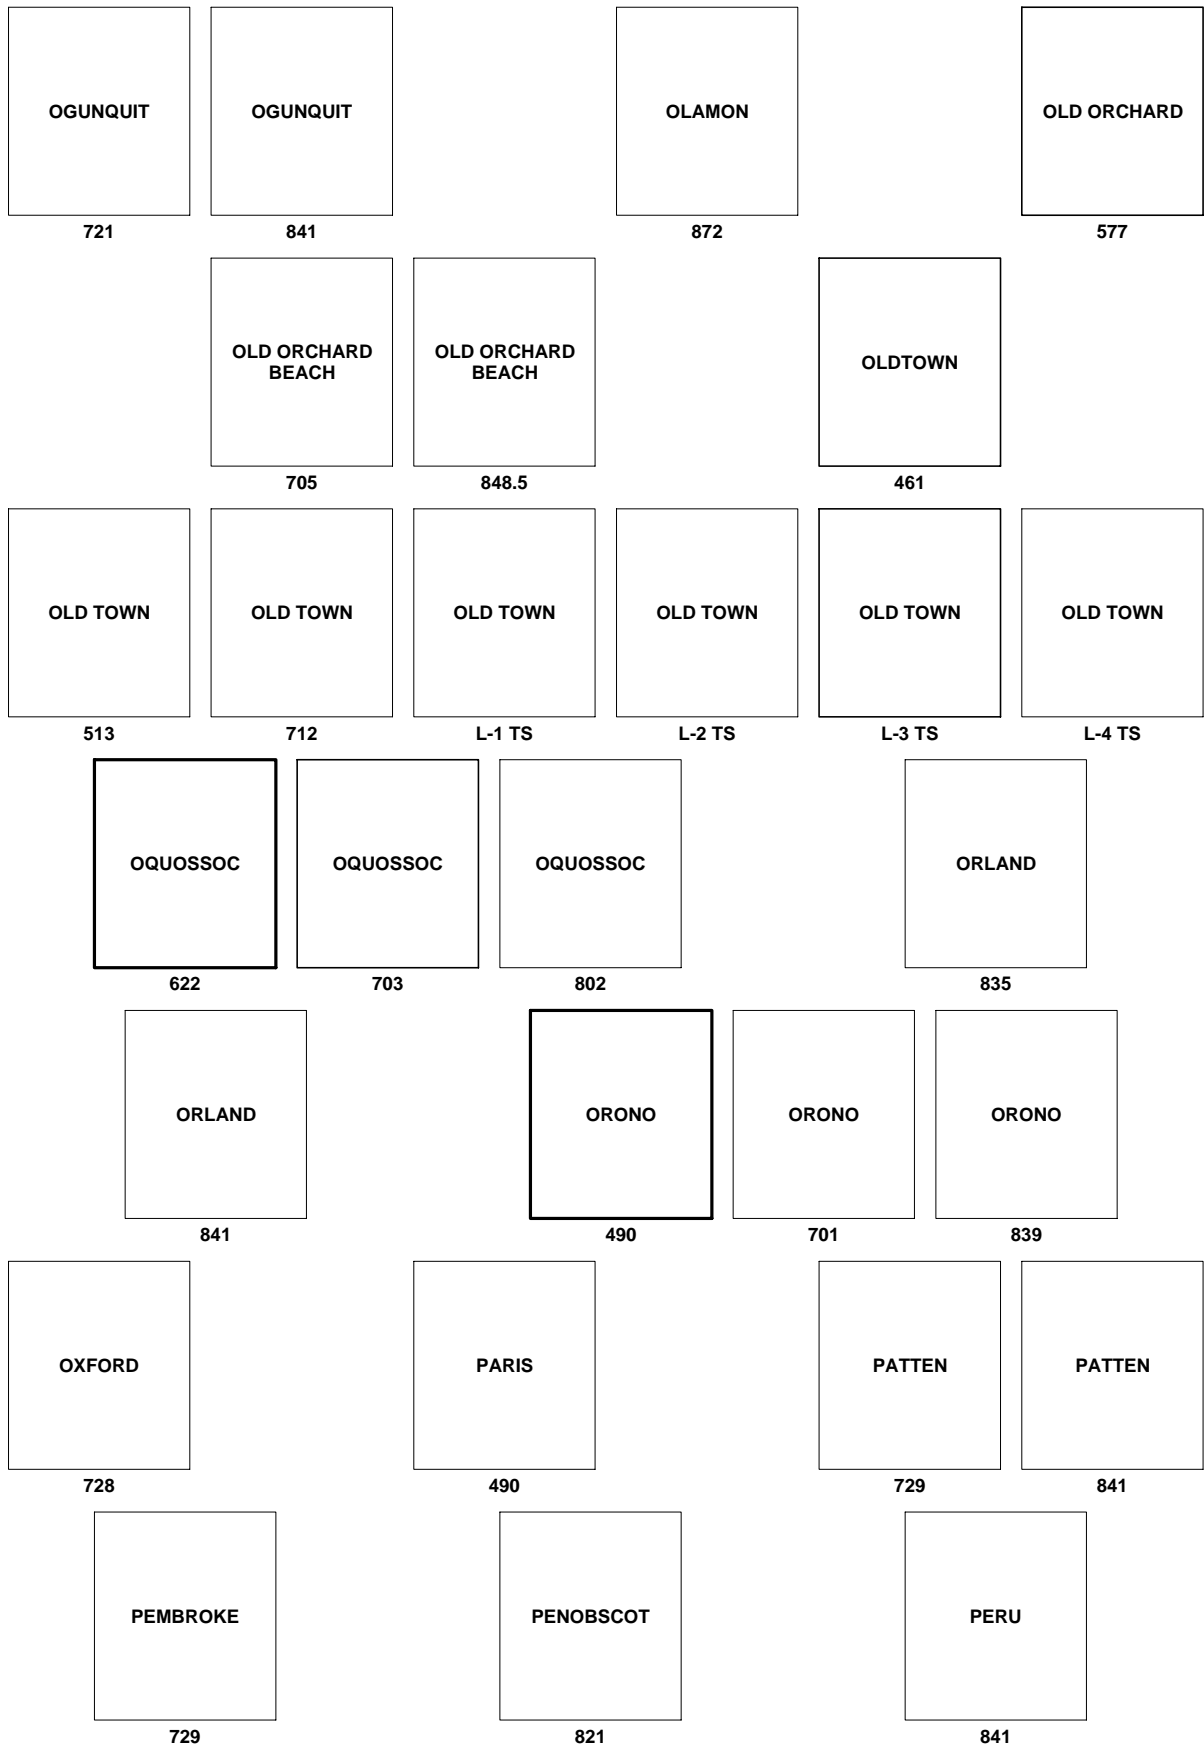 OGUNQUIT
OGUNQUIT
OLAMON
OLD ORCHARD
721
841
872
577
OLD ORCHARD
BEACH
OLD ORCHARD
BEACH
OLDTOWN
705
848.5
461
OLD TOWN
OLD TOWN
OLD TOWN
OLD TOWN
OLD TOWN
OLD TOWN
513
712
L-1 TS
L-2 TS
L-3 TS
L-4 TS
OQUOSSOC
OQUOSSOC
OQUOSSOC
ORLAND
622
703
802
835
ORLAND
ORONO
ORONO
ORONO
841
490
701
839
OXFORD
PARIS
PATTEN
PATTEN
728
490
729
841
PEMBROKE
PENOBSCOT
PERU
729
821
841